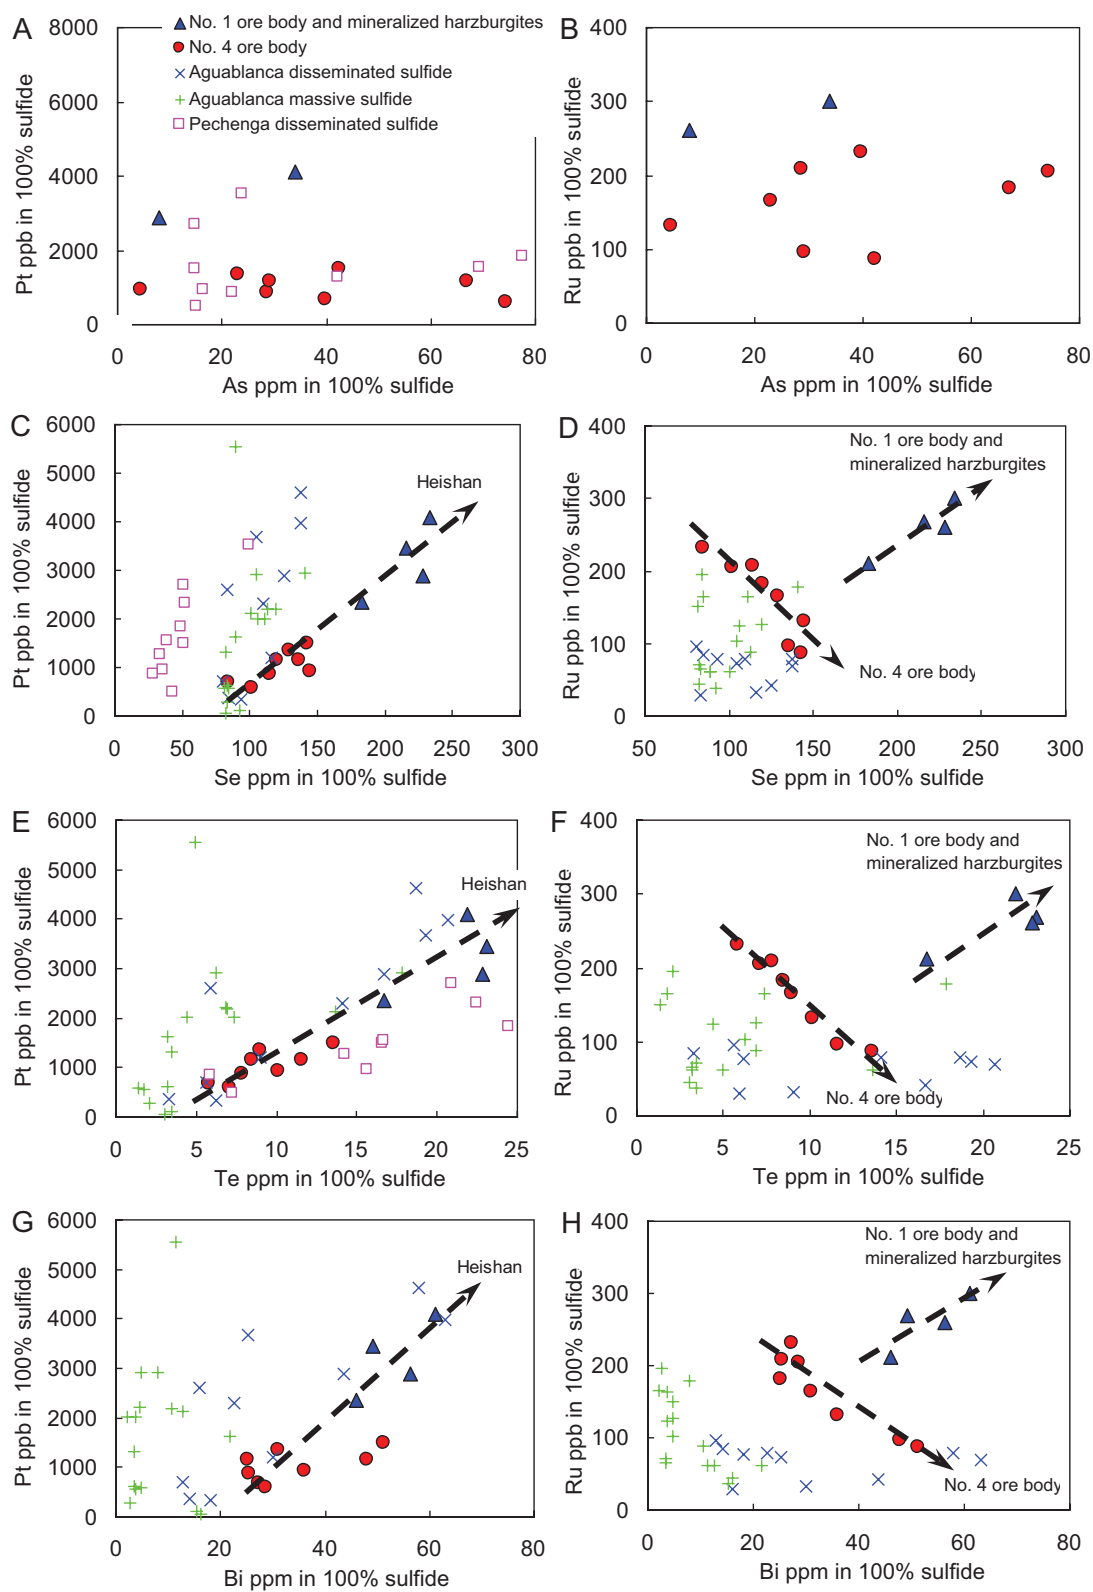 A
8000
6000
4000
2000
0
Pt ppb in 100% sulfide
No. 1 ore body and mineralized harzburgites
No. 4 ore body
Aguablanca disseminated sulfide
Aguablanca massive sulfide
Pechenga disseminated sulfide
0 20 40 60 80
As ppm in 100% sulfide
B
400
300
200
100
0
Ru ppb in 100% sulfide
0 20 40 60 80
As ppm in 100% sulfide
C
6000
5000
4000
3000
2000
1000
0
Pt ppb in 100% sulfide
Heishan
0 50 100 150 200 250 300
Se ppm in 100% sulfide
D
400
300
200
100
0
Ru ppb in 100% sulfide
No. 1 ore body and
mineralized harzburgites
No. 4 ore body
50 100 150 200 250 300
Se ppm in 100% sulfide
E
6000
5000
4000
3000
2000
1000
0
Pt ppb in 100% sulfide
Heishan
0 5 10 15 20 25
Te ppm in 100% sulfide
F
400
300
200
100
0
Ru ppb in 100% sulfide
No. 1 ore body and
mineralized harzburgites
No. 4 ore body
0 5 10 15 20 25
Te ppm in 100% sulfide
G
6000
5000
4000
3000
2000
1000
0
Pt ppb in 100% sulfide
Heishan
0 20 40 60 80
Bi ppm in 100% sulfide
H
400
300
200
100
0
Ru ppb in 100% sulfide
No. 1 ore body and
mineralized harzburgites
No. 4 ore body
0 20 40 60 80
Bi ppm in 100% sulfide